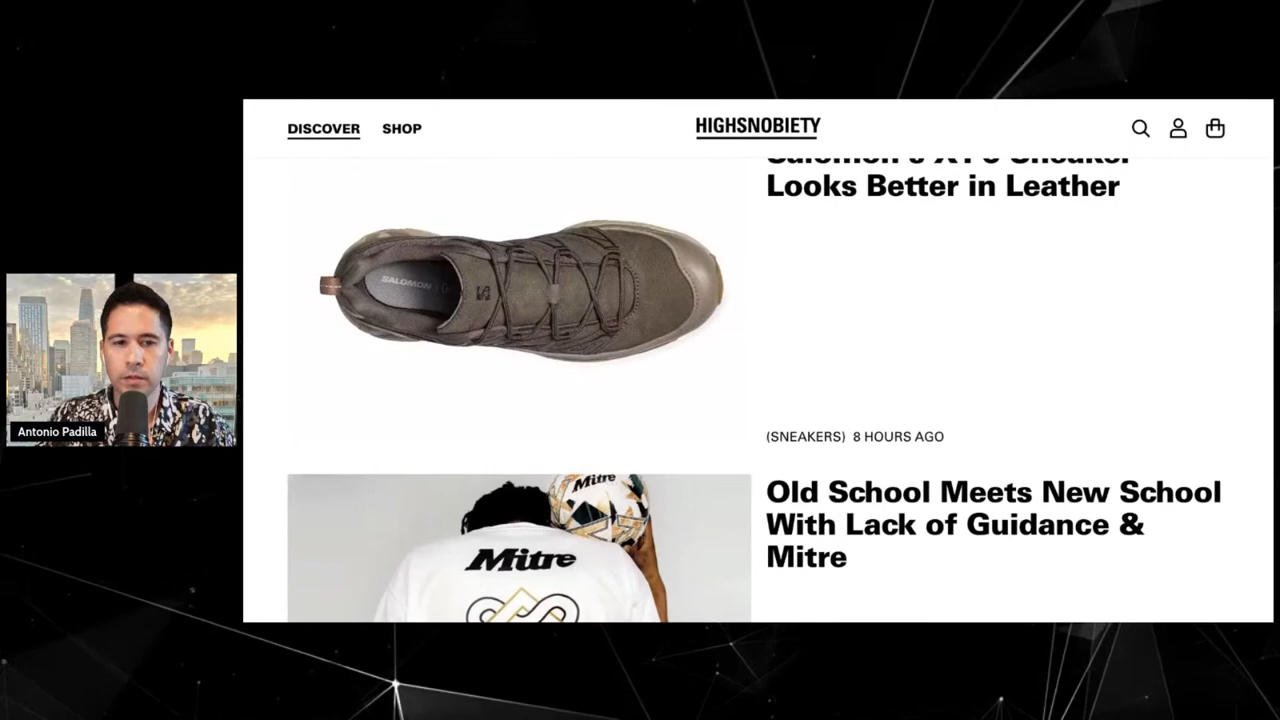 DISCOVER SHOP HIGHSNOBIETY
Looks Better in Leather
SALOMON
(SNEAKERS) 8 HOURS AGO
Antonio Padilla
Mitre
Old School Meets New School
With Lack of Guidance &
Mitre
Mitre